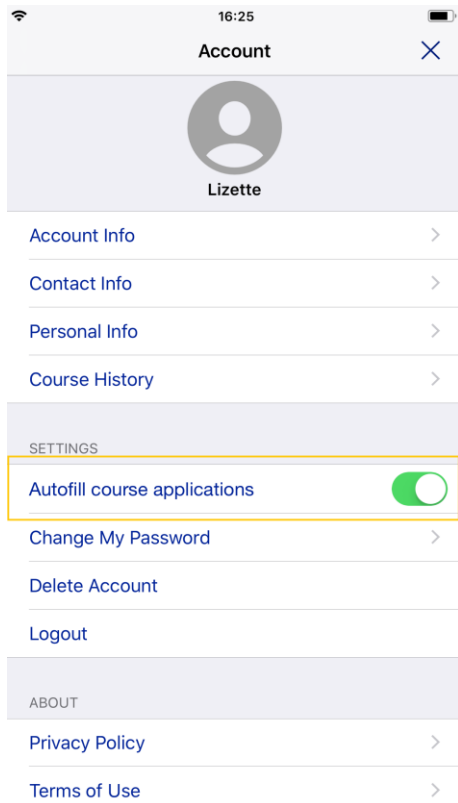 16:25
Account
Lizette
Account Info
Contact Info
Personal Info
Course History
SETTINGS
Autofill course applications
Change My Password
Delete Account
Logout
ABOUT
Privacy Policy
Terms of Use